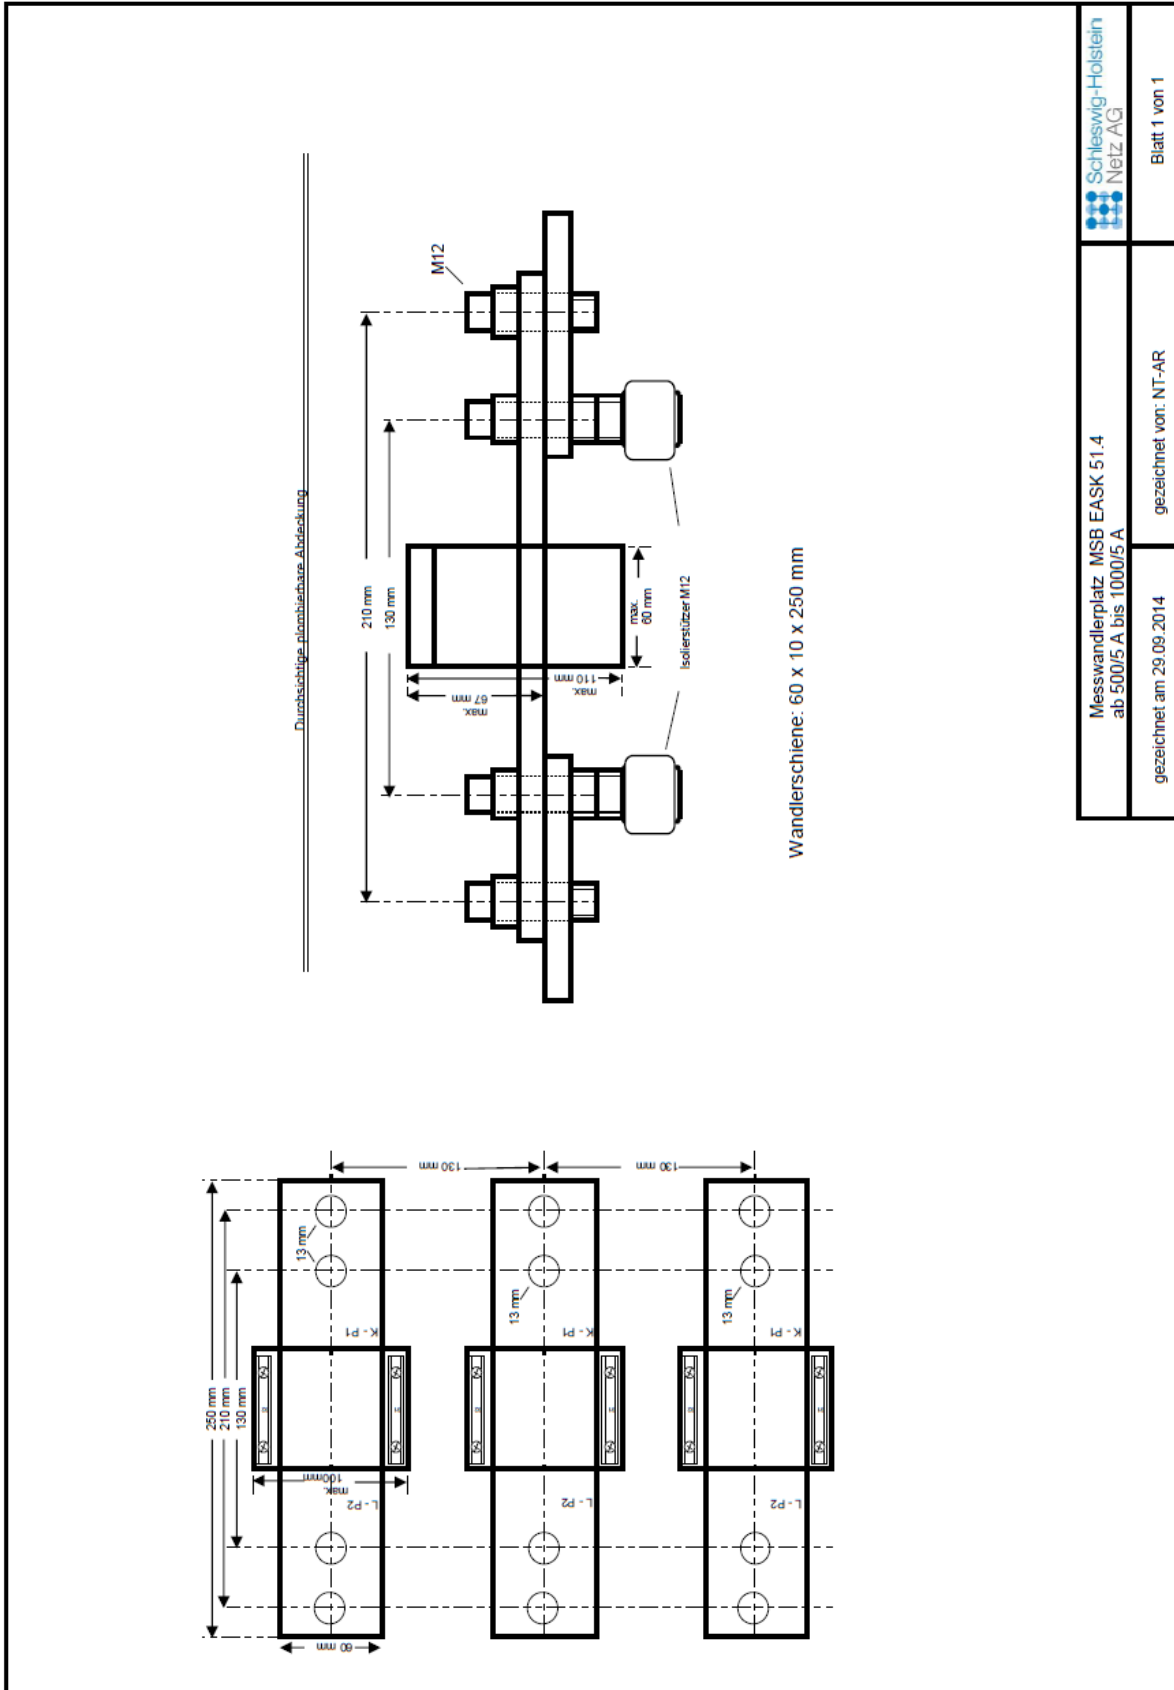 Durchsichtige plombierbare Abdeckung
M12
210 mm
130 mm
max.
67 mm
max.
110 mm
max.
60 mm
Isolierstützer M12
Wandlerschiene: 60 x 10 x 250 mm
250 mm
210 mm
130 mm
13 mm
13 mm
13 mm
130 mm
130 mm
K - P1
K - P1
K - P1
max.
100mm
L - P2
L - P2
L - P2
60 mm
Messwandlerplatz MSB EASK 51.4
ab 500/5 A bis 1000/5 A
Schleswig-Holstein
Netz AG
gezeichnet am 29.09.2014
gezeichnet von: NT-AR
Blatt 1 von 1